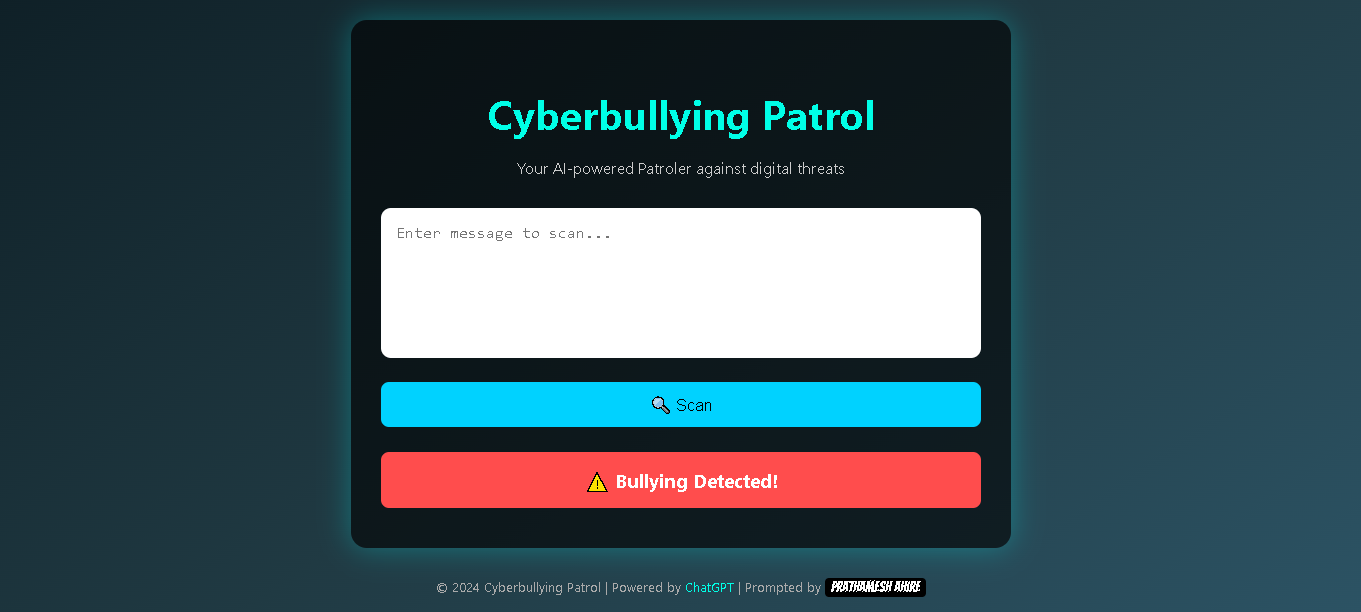 Cyberbullying Patrol
Your AI-powered Patroler against digital threats
Enter message to scan...
🔍 Scan
⚠ Bullying Detected!
© 2024 Cyberbullying Patrol | Powered by ChatGPT | Prompted by PRATHAMESH AHIRE